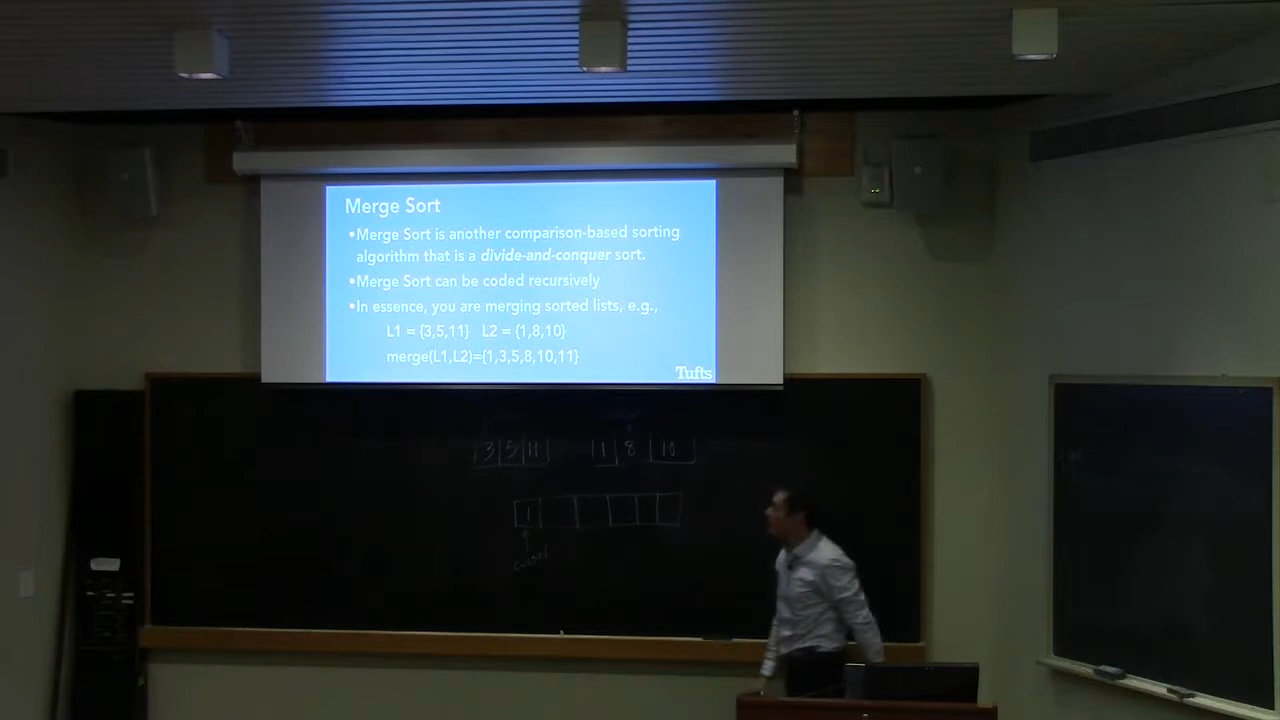 Merge Sort
•Merge Sort is another comparison-based sorting
algorithm that is a divide-and-conquer sort.
•Merge Sort can be coded recursively
•In essence, you are merging sorted lists, e.g.,
L1 = {3,5,11} L2 = {1,8,10}
merge(L1,L2)={1,3,5,8,10,11}
Tufts
3 5 11 1 8 10
1